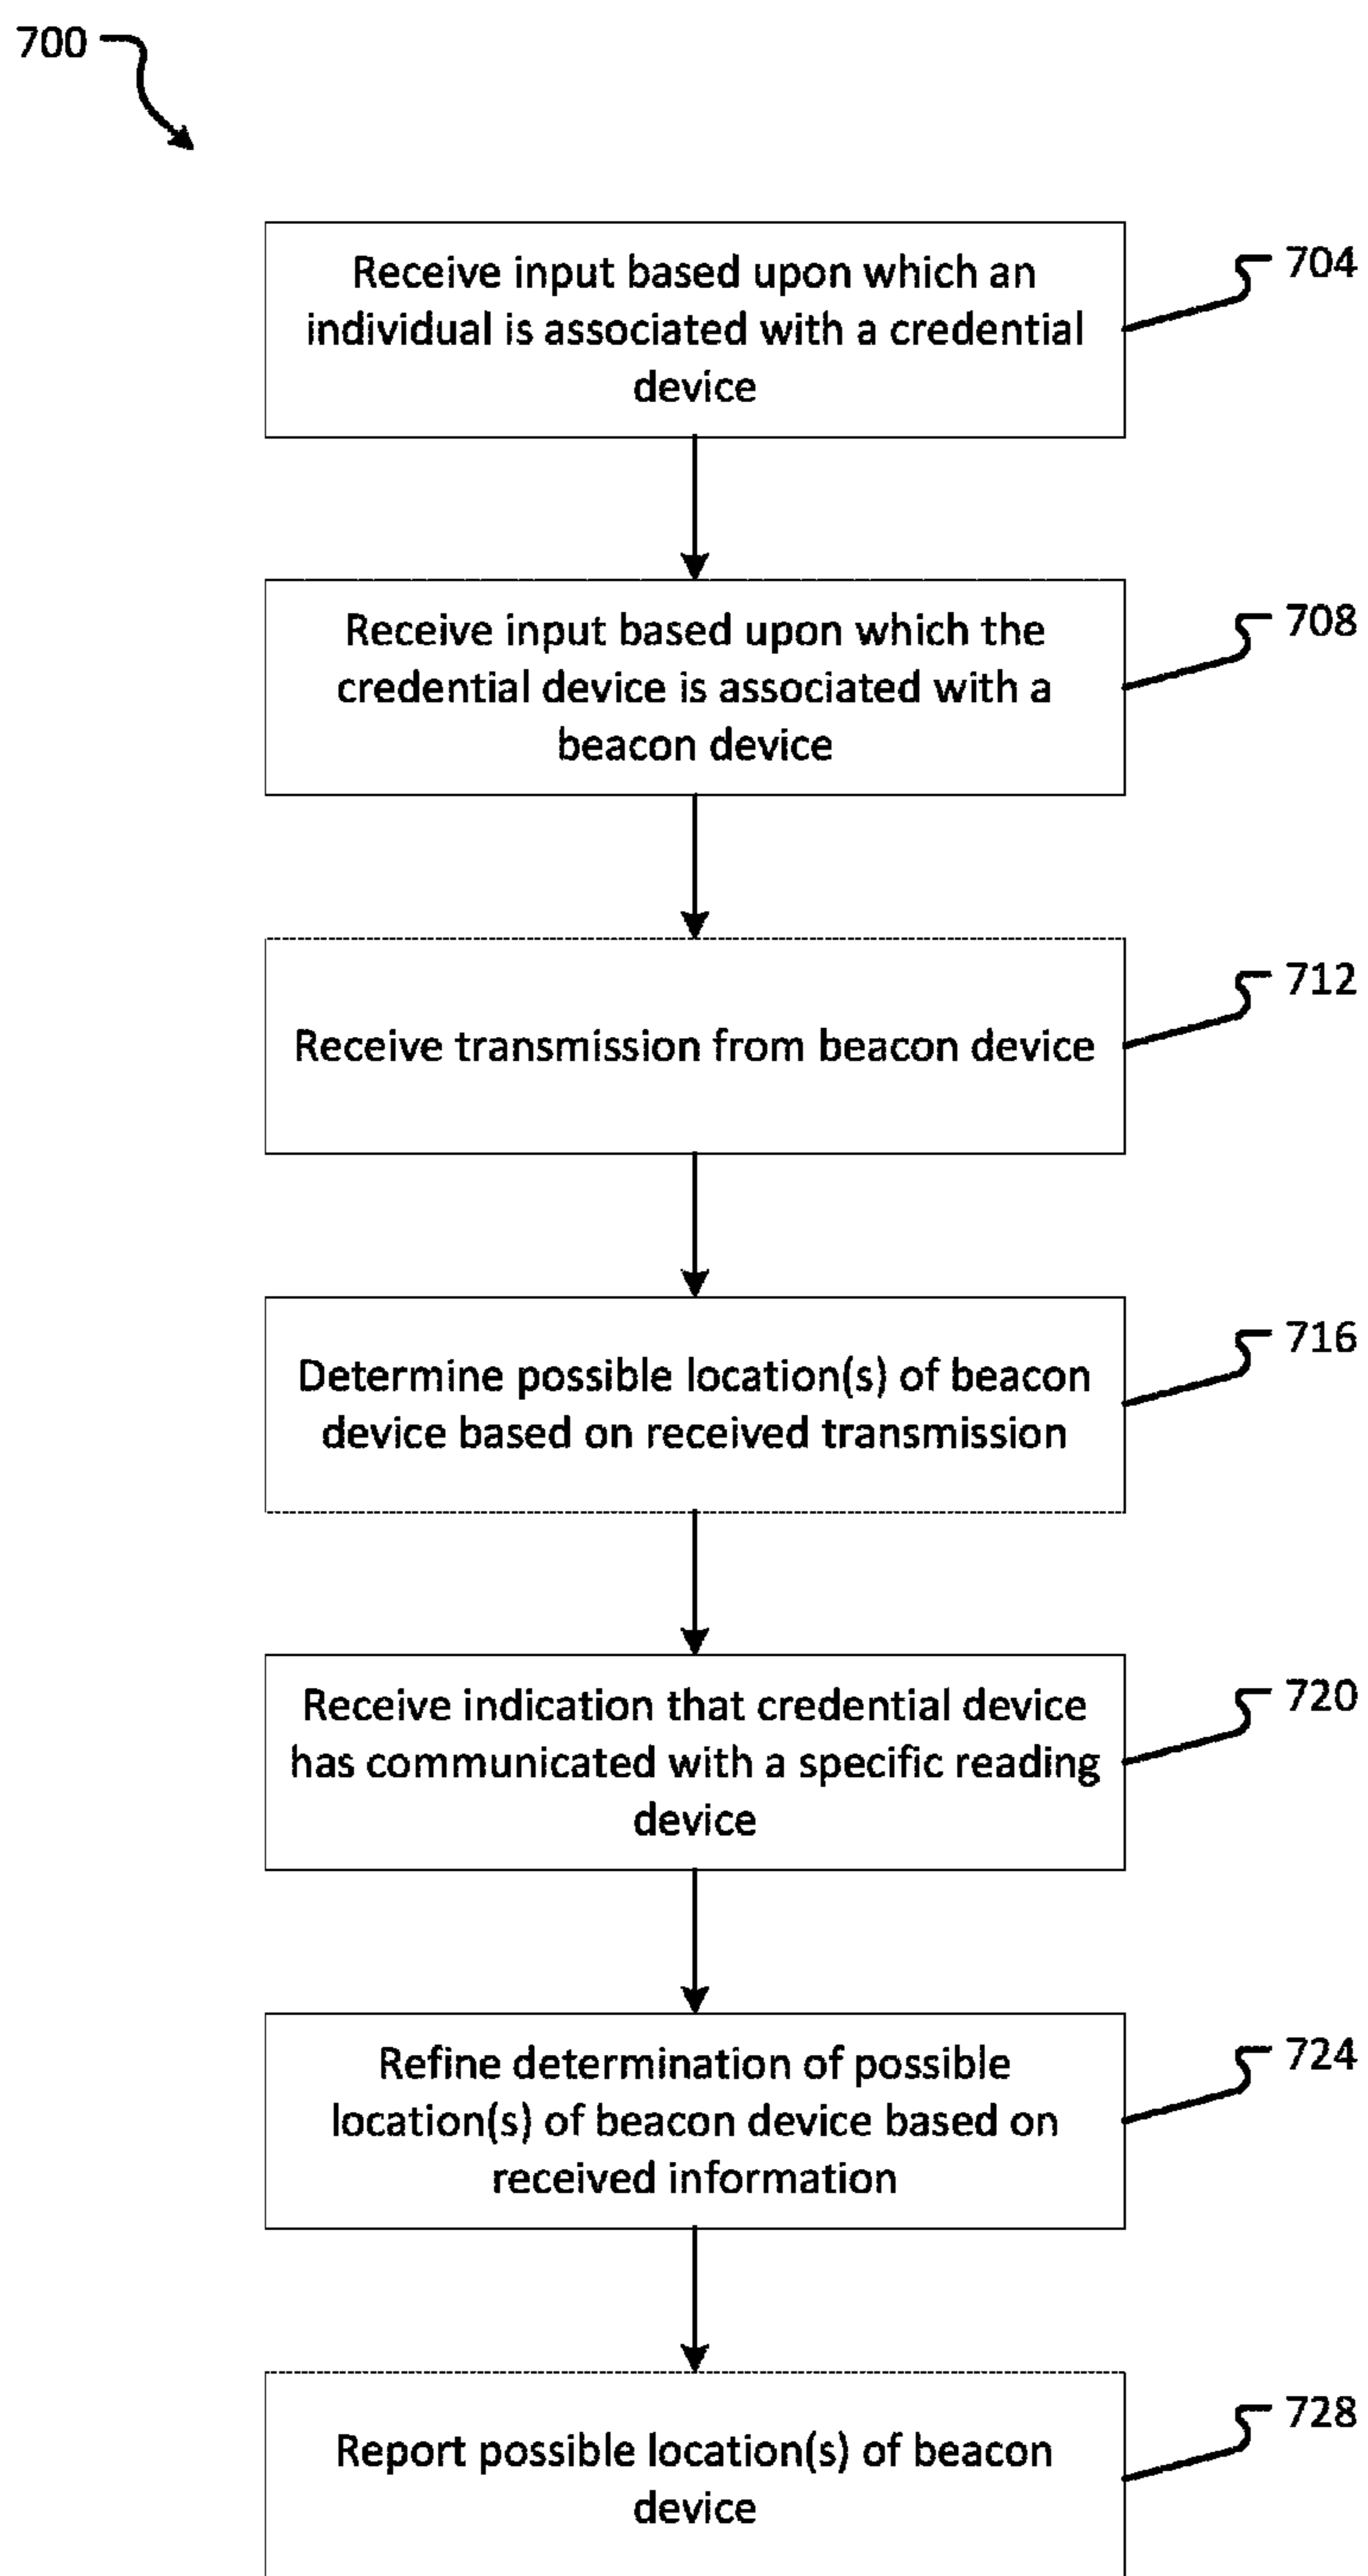 700
Receive input based upon which an
individual is associated with a credential
device
704
Receive input based upon which the
credential device is associated with a
beacon device
708
Receive transmission from beacon device
712
Determine possible location(s) of beacon
device based on received transmission
716
Receive indication that credential device
has communicated with a specific reading
device
720
Refine determination of possible
location(s) of beacon device based on
received information
724
Report possible location(s) of beacon
device
728